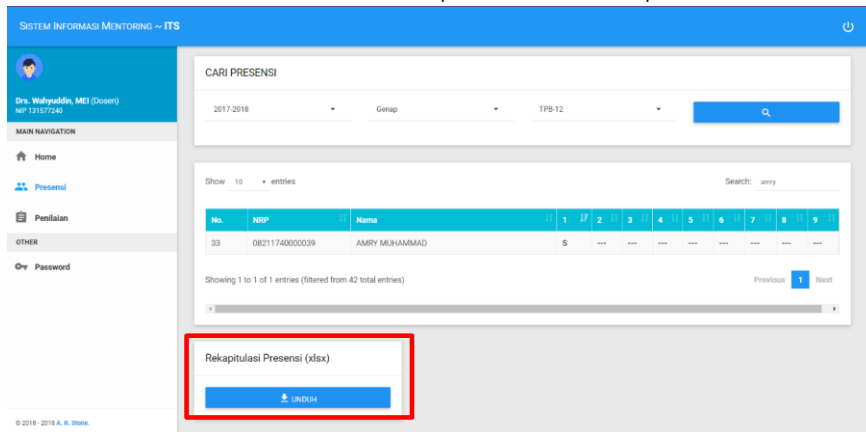 SISTEM INFORMASI MENTORING ~ ITS
Drs. Wahyuddin, MEI (Dosen)
NIP 131577240
MAIN NAVIGATION
Home
Presensi
Penilaian
OTHER
Password
© 2016 - 2018 A. R. Stone.
CARI PRESENSI
2017-2018 Genap TPB-12
Show 10 entries Search: amry
No. NRP Nama 1 2 3 4 5 6 7 8 9
33 08211740000039 AMRY MUHAMMAD S --- --- --- --- --- --- --- ---
Showing 1 to 1 of 1 entries (filtered from 42 total entries) Previous 1 Next
Rekapitulasi Presensi (xlsx)
UNDUH